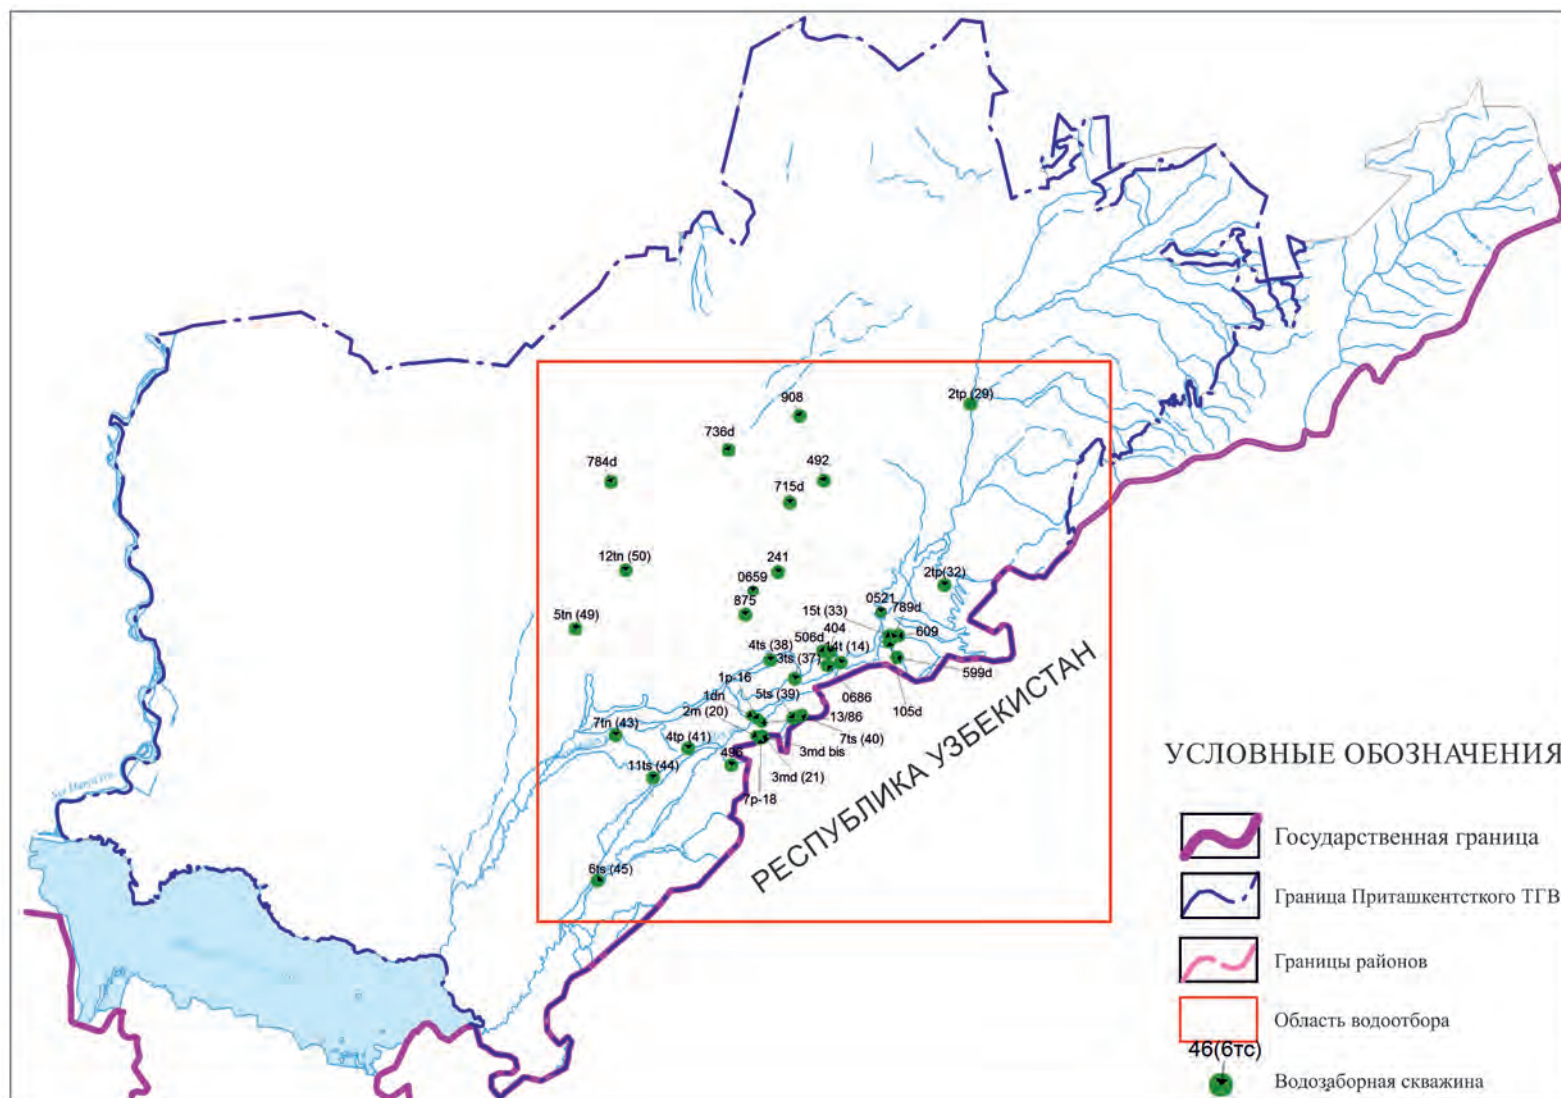 908
2tp (29)
736d
784d
492
715d
12tn (50)
241
0659
2tp(32)
875
0521
789d
15t (33)
5tn (49)
609
404
506d
4ts (38)
14t (14)
3ts (37)
599d
1p-16
5ts (39)
1dn
0686
2m (20)
13/86
105d
7tn (43)
4tp (41)
7ts (40)
3md bis
496
11ts (44)
3md (21)
7p-18
6ts (45)
РЕСПУБЛИКА УЗБЕКИСТАН
УСЛОВНЫЕ ОБОЗНАЧЕНИЯ
Государственная граница
Граница Приташкентсткого ТГВ
Границы районов
Область водоотбора
46(6тс)
Водозаборная скважина